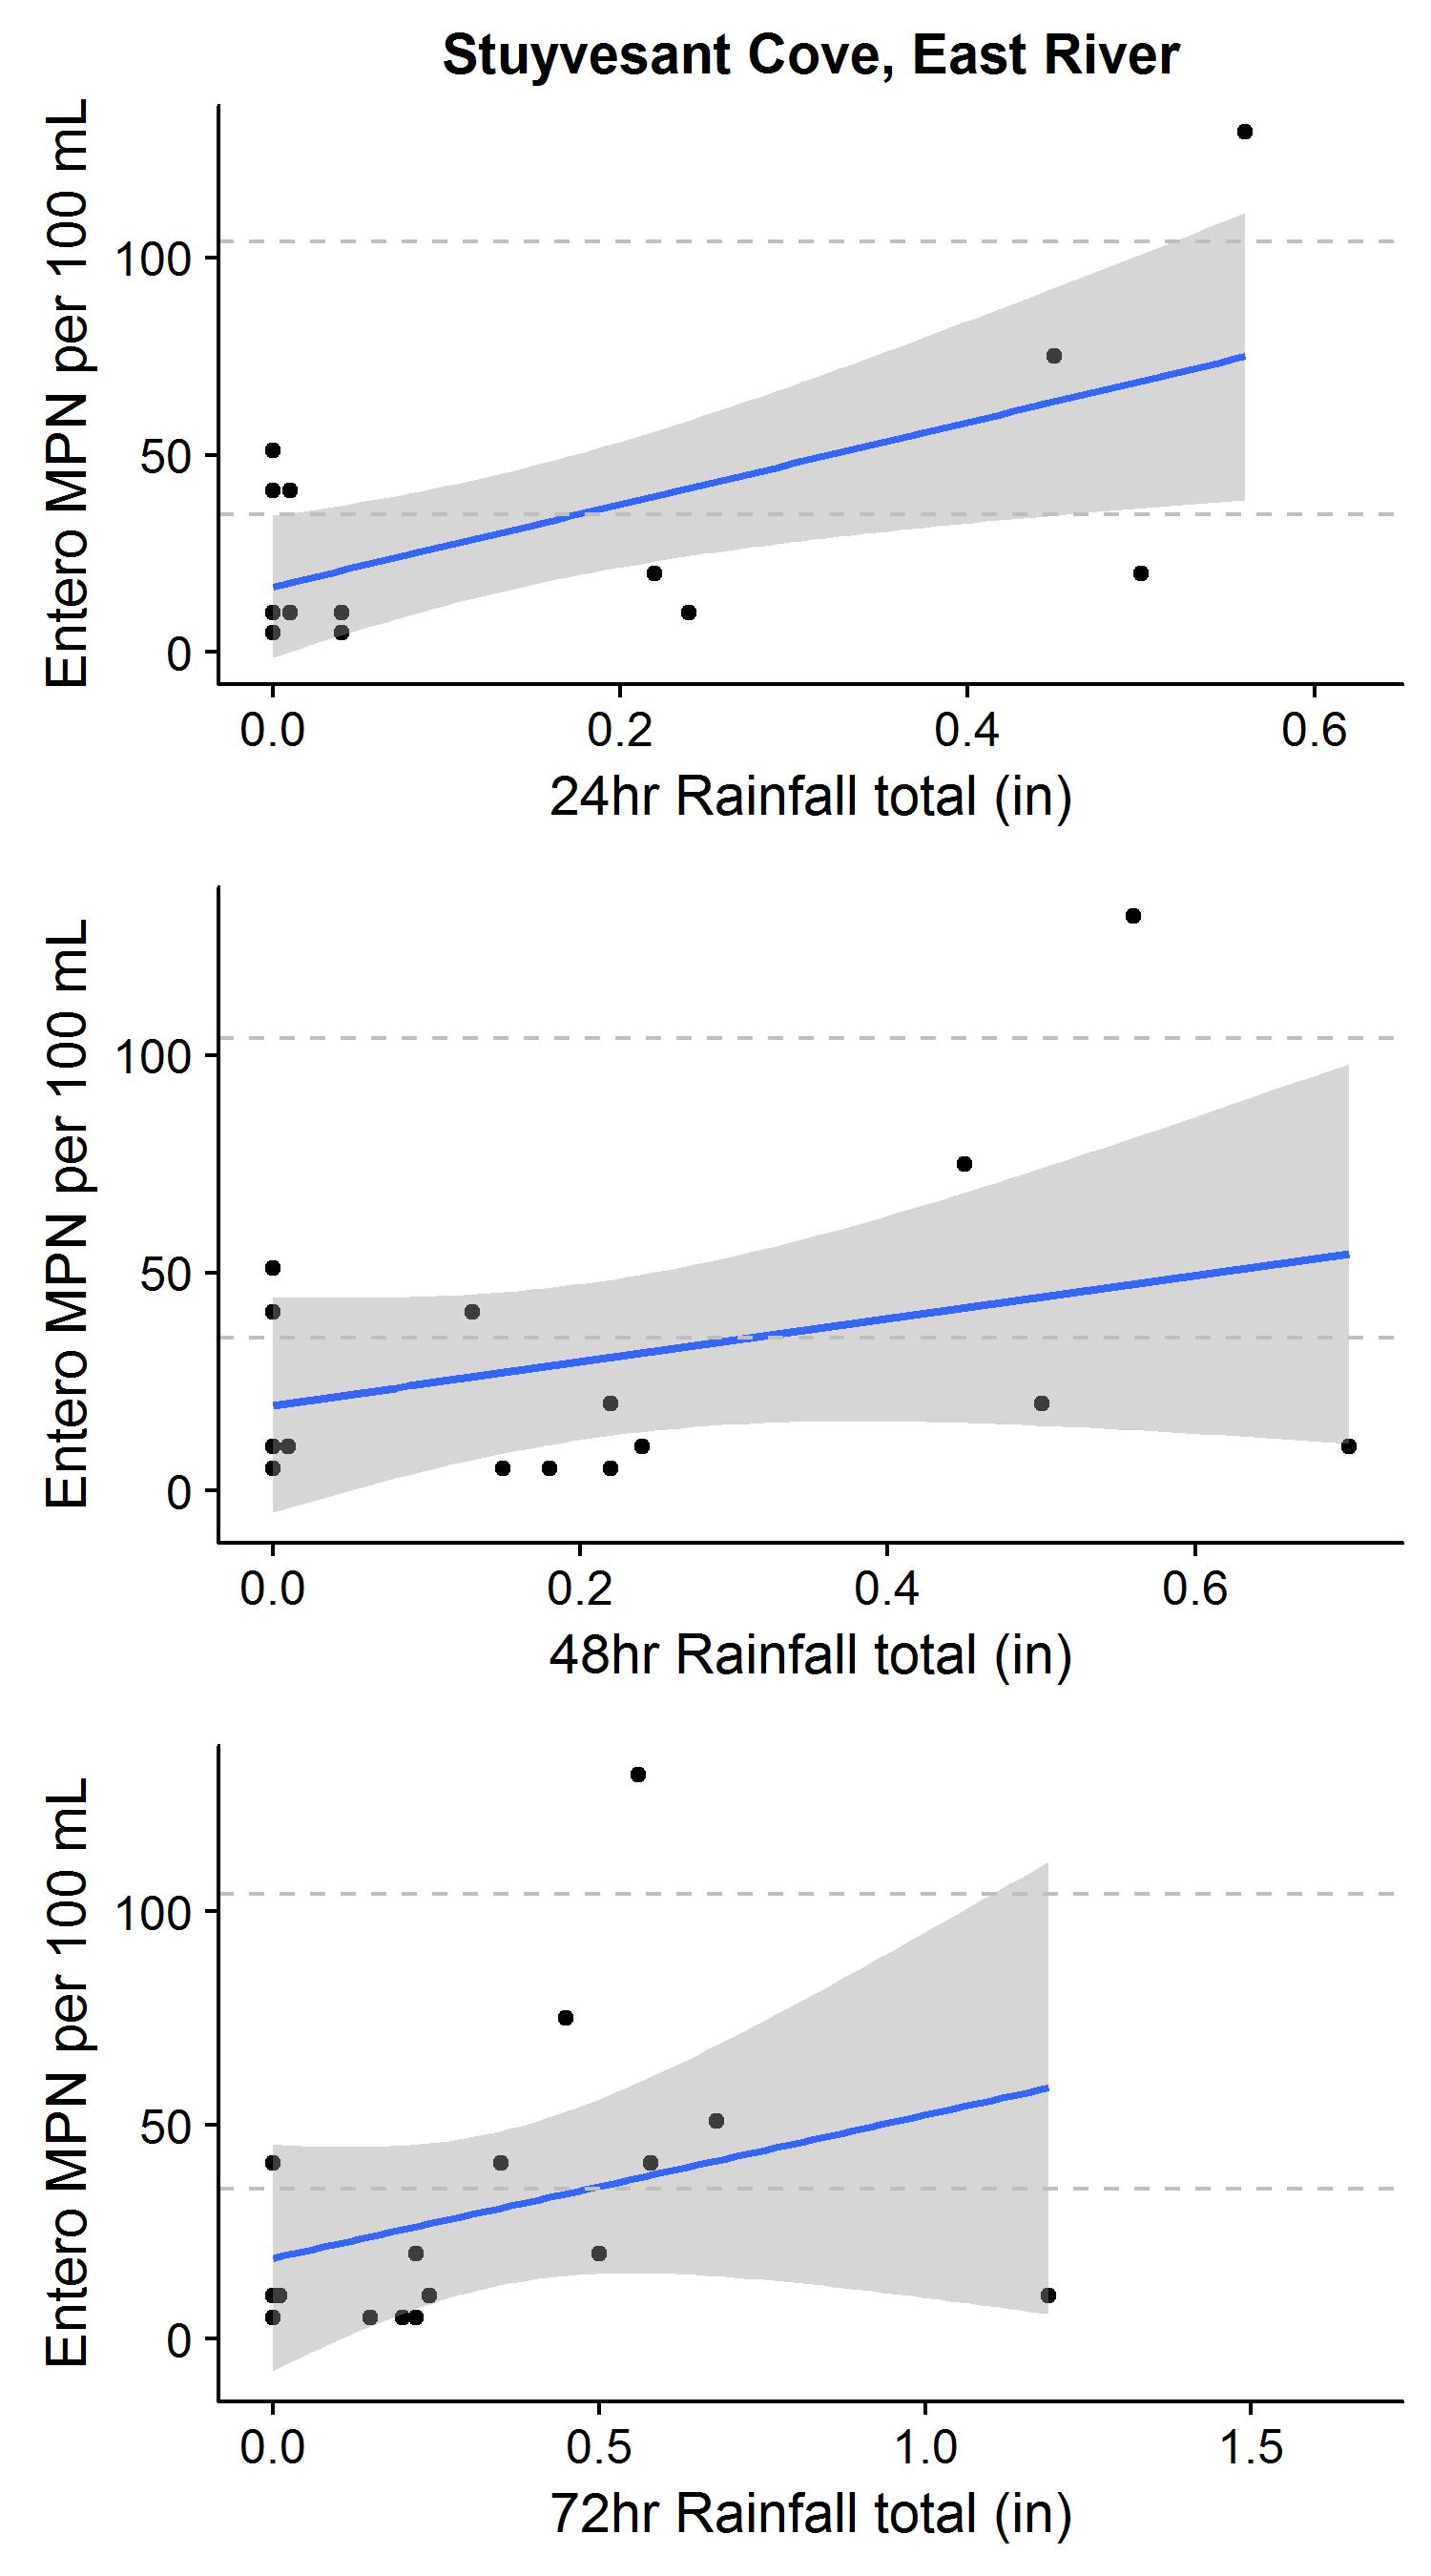 Stuyvesant Cove, East River
Entero MPN per 100 mL
100
50
0
0.0 0.2 0.4 0.6
24hr Rainfall total (in)
Entero MPN per 100 mL
100
50
0
0.0 0.2 0.4 0.6
48hr Rainfall total (in)
Entero MPN per 100 mL
100
50
0
0.0 0.5 1.0 1.5
72hr Rainfall total (in)